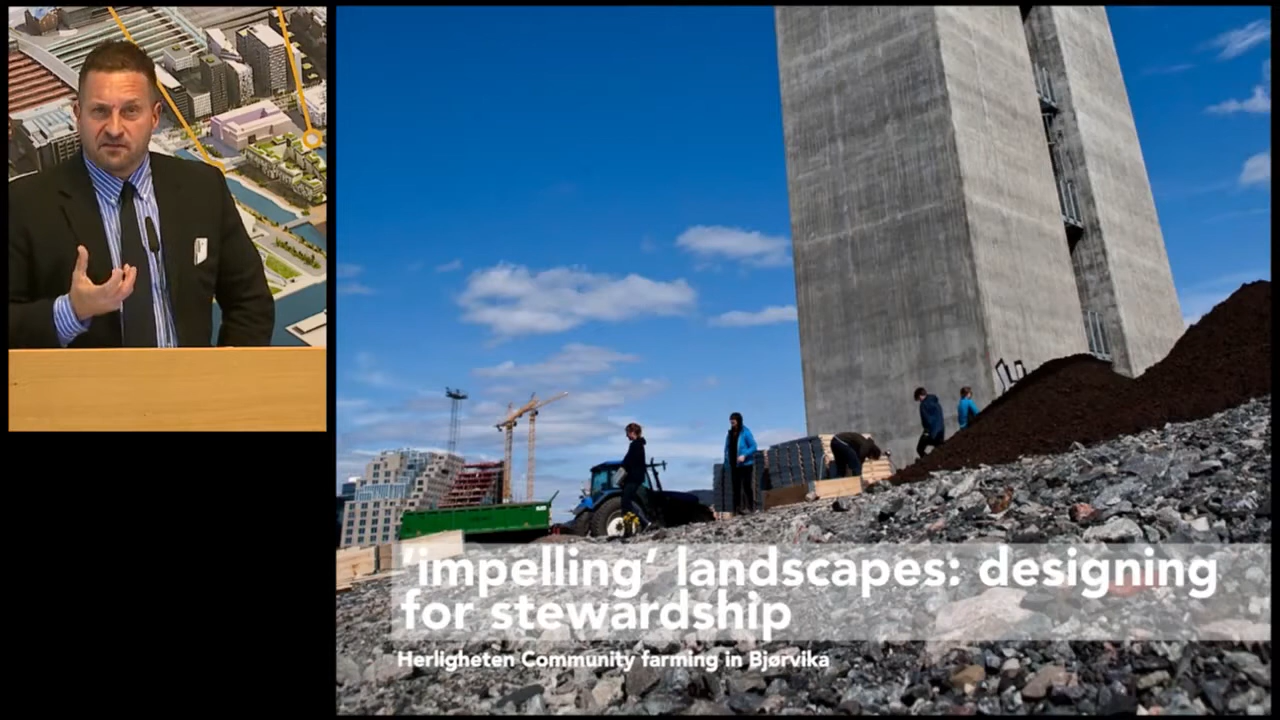 'impelling' landscapes: designing
for stewardship
Herligheten Community farming in Bjørvika